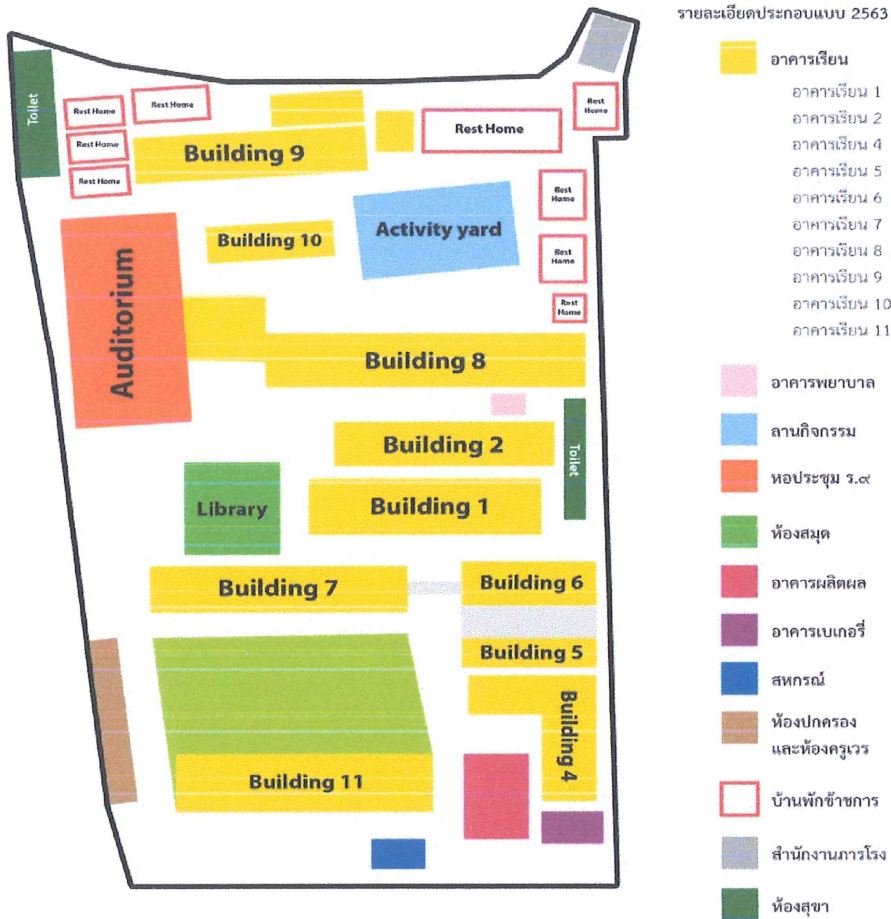 รายละเอียดประกอบแบบ 2563
อาคารเรียน
อาคารเรียน 1
อาคารเรียน 2
อาคารเรียน 4
อาคารเรียน 5
อาคารเรียน 6
อาคารเรียน 7
อาคารเรียน 8
อาคารเรียน 9
อาคารเรียน 10
อาคารเรียน 11
อาคารพยาบาล
ลานกิจกรรม
หอประชุม ร.๙
ห้องสมุด
อาคารผลิตผล
อาคารเบเกอรี่
สหกรณ์
ห้องปกครอง
และห้องครูเวร
บ้านพักข้าชการ
สำนักงานภารโรง
ห้องสุขา
Toilet
Rest Home
Rest Home
Rest Home
Rest Home
Building 9
Rest Home
Rest
Home
Building 10
Activity yard
Rest
Home
Rest
Home
Rest
Home
Auditorium
Building 8
Building 2
Toilet
Library
Building 1
Building 7
Building 6
Building 5
Building 4
Building 11